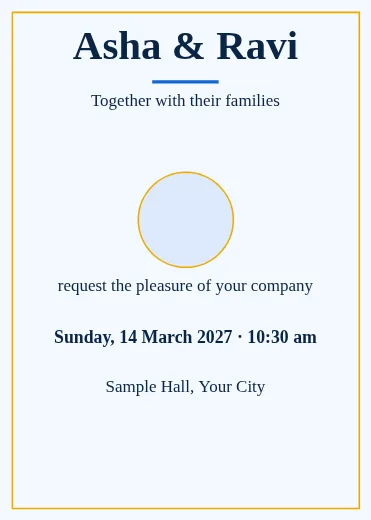 Asha & Ravi
Together with their families
request the pleasure of your company
Sunday, 14 March 2027 · 10:30 am
Sample Hall, Your City